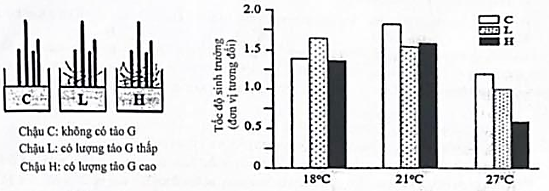 C
L
H
Chậu C: không có tảo G
Chậu L: có lượng tảo G thấp
Chậu H: có lượng tảo G cao
Tốc độ sinh trưởng
(đơn vị tương đối)
2.0
1.5
1.0
0.5
0
18°C
21°C
27°C
C
L
H